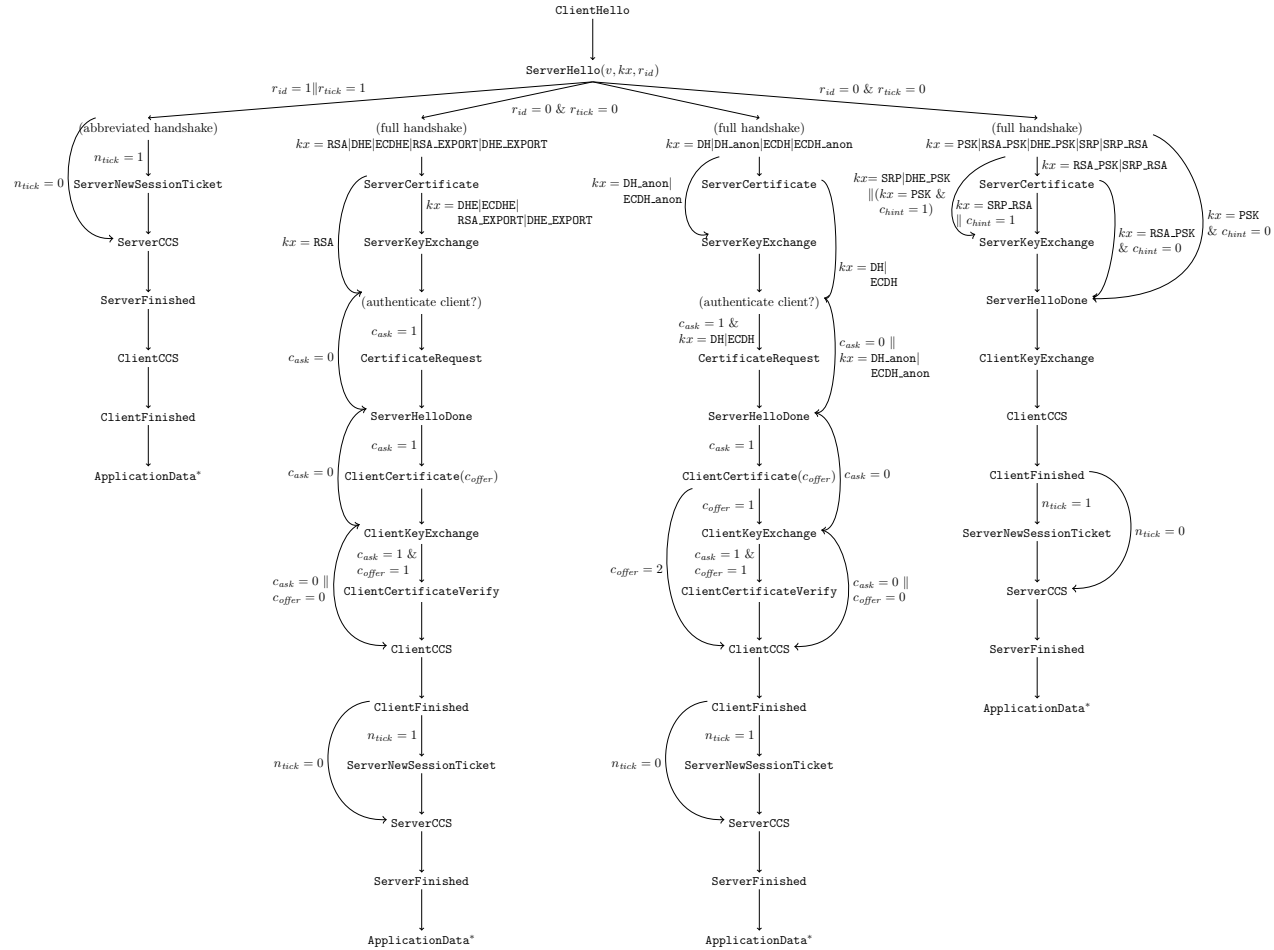 ClientHello
ServerHello(v, kx, r_id)
r_id = 1‖r_tick = 1
r_id = 0 & r_tick = 0
r_id = 0 & r_tick = 0
(abbreviated handshake)
n_tick = 1
n_tick = 0
ServerNewSessionTicket
ServerCCS
ServerFinished
ClientCCS
ClientFinished
ApplicationData*
(full handshake)
kx = RSA|DHE|ECDHE|RSA_EXPORT|DHE_EXPORT
ServerCertificate
kx = DHE|ECDHE|
RSA_EXPORT|DHE_EXPORT
kx = RSA
ServerKeyExchange
(authenticate client?)
c_ask = 1
c_ask = 0
CertificateRequest
ServerHelloDone
c_ask = 1
c_ask = 0
ClientCertificate(c_offer)
ClientKeyExchange
c_ask = 1 &
c_offer = 1
c_ask = 0 ‖
c_offer = 0
ClientCertificateVerify
ClientCCS
ClientFinished
n_tick = 1
n_tick = 0
ServerNewSessionTicket
ServerCCS
ServerFinished
ApplicationData*
(full handshake)
kx = DH|DH_anon|ECDH|ECDH_anon
kx = DH_anon|
ECDH_anon
ServerCertificate
ServerKeyExchange
kx = DH|
ECDH
(authenticate client?)
c_ask = 1 &
kx = DH|ECDH
c_ask = 0 ‖
kx = DH_anon|
ECDH_anon
CertificateRequest
ServerHelloDone
c_ask = 1
c_ask = 0
ClientCertificate(c_offer)
c_offer = 1
ClientKeyExchange
c_offer = 2
c_ask = 1 &
c_offer = 1
c_ask = 0 ‖
c_offer = 0
ClientCertificateVerify
ClientCCS
ClientFinished
n_tick = 1
n_tick = 0
ServerNewSessionTicket
ServerCCS
ServerFinished
ApplicationData*
(full handshake)
kx = PSK|RSA_PSK|DHE_PSK|SRP|SRP_RSA
kx = RSA_PSK|SRP_RSA
kx = SRP|DHE_PSK
‖(kx = PSK &
c_hint = 1)
ServerCertificate
kx = SRP_RSA
‖ c_hint = 1
kx = PSK
& c_hint = 0
kx = RSA_PSK
& c_hint = 0
ServerKeyExchange
ServerHelloDone
ClientKeyExchange
ClientCCS
ClientFinished
n_tick = 1
n_tick = 0
ServerNewSessionTicket
ServerCCS
ServerFinished
ApplicationData*